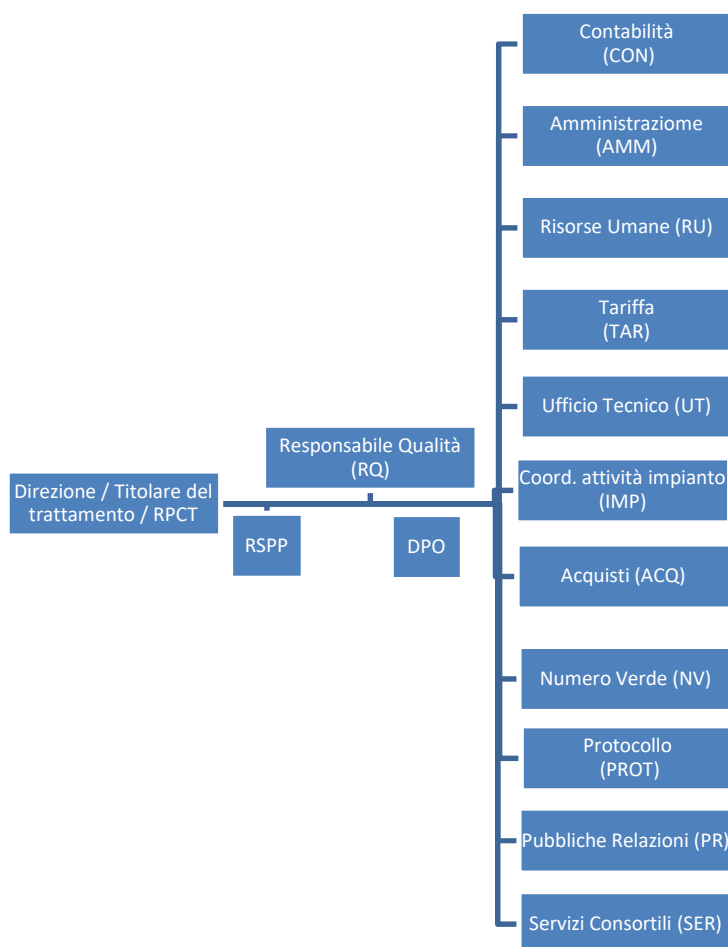 Contabilità
(CON)
Amministraziome
(AMM)
Risorse Umane (RU)
Tariffa
(TAR)
Ufficio Tecnico (UT)
Responsabile Qualità
(RQ)
Direzione / Titolare del
trattamento / RPCT
RSPP
DPO
Coord. attività impianto
(IMP)
Acquisti (ACQ)
Numero Verde (NV)
Protocollo
(PROT)
Pubbliche Relazioni (PR)
Servizi Consortili (SER)